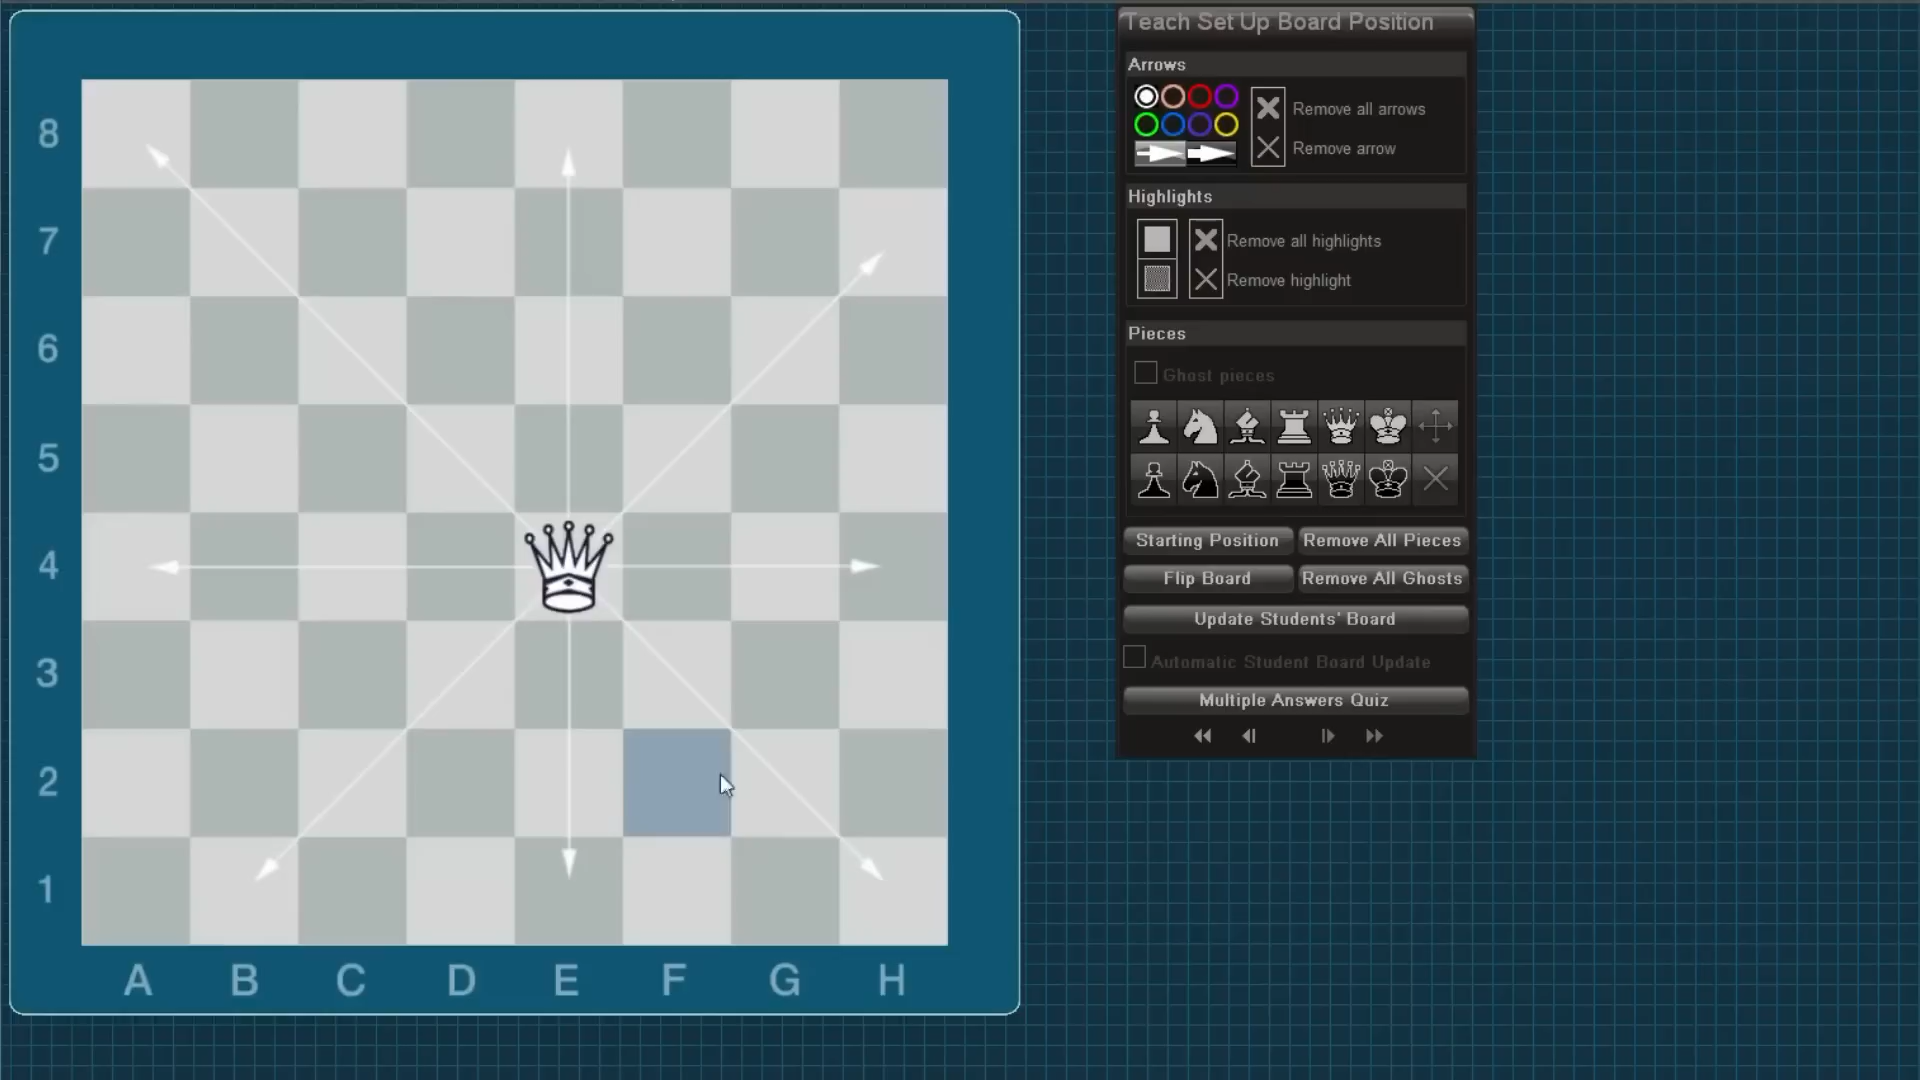 Teach Set Up Board Position
Arrows
Remove all arrows
Remove arrow
Highlights
Remove all highlights
Remove highlight
Pieces
Ghost pieces
Starting Position
Remove All Pieces
Flip Board
Remove All Ghosts
Update Students' Board
Automatic Student Board Update
Multiple Answers Quiz
8
7
6
5
4
3
2
1
A B C D E F G H